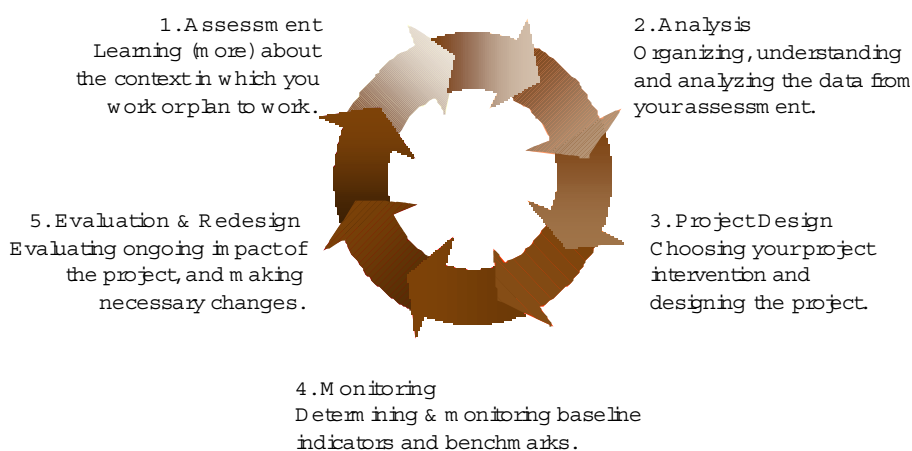 1. Assessment
Learning (more) about
the context in which you
work or plan to work.
2. Analysis
Organizing, understanding
and analyzing the data from
your assessment.
3. Project Design
Choosing your project
intervention and
designing the project.
4. Monitoring
Determining & monitoring baseline
indicators and benchmarks.
5. Evaluation & Redesign
Evaluating ongoing impact of
the project, and making
necessary changes.